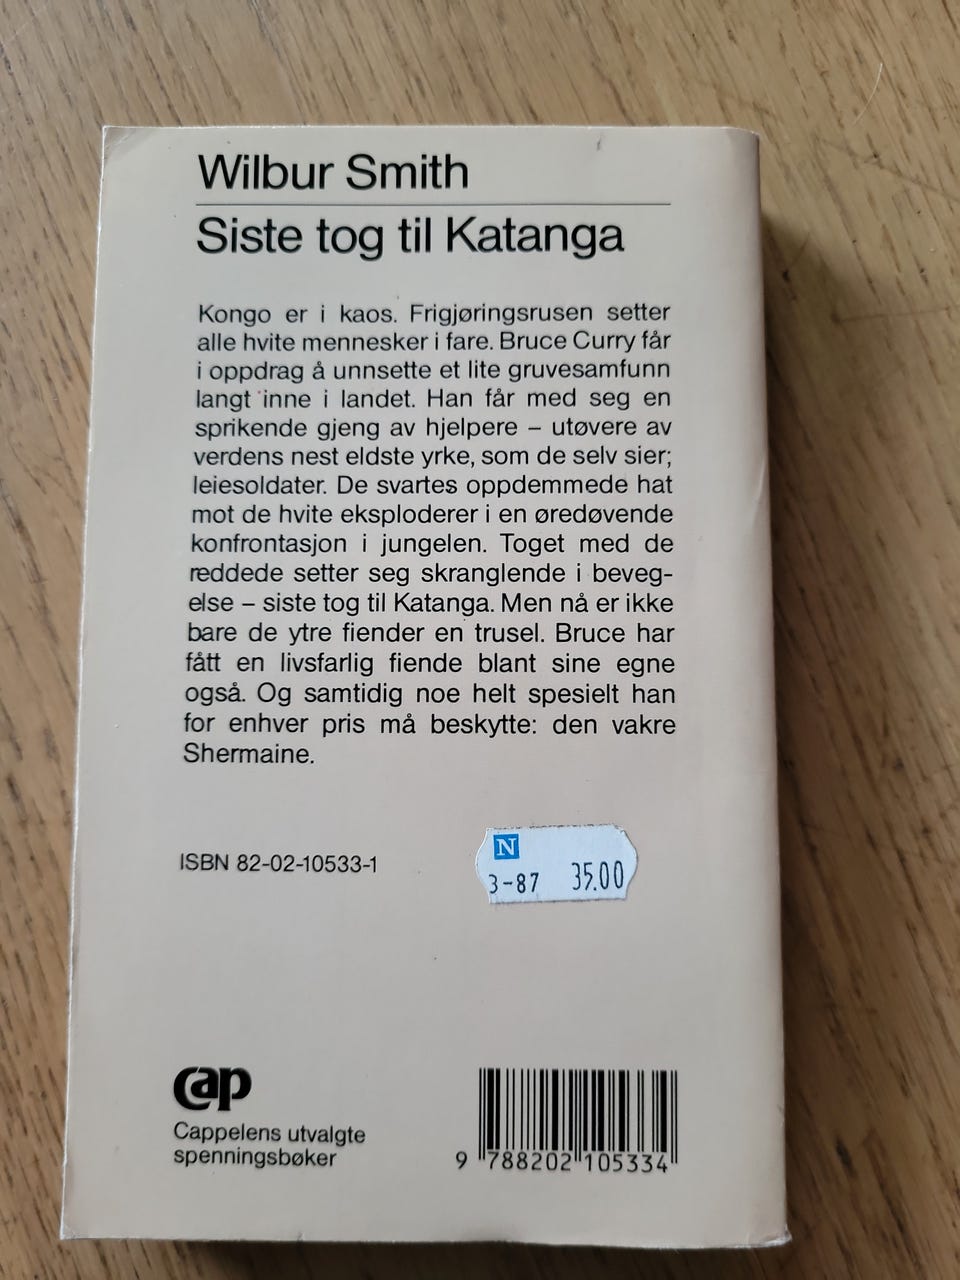 Wilbur Smith
Siste tog til Katanga
Kongo er i kaos. Frigjøringsrusen setter
alle hvite mennesker i fare. Bruce Curry får
i oppdrag å unnsette et lite gruvesamfunn
langt inne i landet. Han får med seg en
sprikende gjeng av hjelpere – utøvere av
verdens nest eldste yrke, som de selv sier;
leiesoldater. De svartes oppdemmede hat
mot de hvite eksploderer i en øredøvende
konfrontasjon i jungelen. Toget med de
reddede setter seg skranglende i beveg-
else – siste tog til Katanga. Men nå er ikke
bare de ytre fiender en trusel. Bruce har
fått en livsfarlig fiende blant sine egne
også. Og samtidig noe helt spesielt han
for enhver pris må beskytte: den vakre
Shermaine.
ISBN 82-02-10533-1
N
3-87 35.00
cap
Cappelens utvalgte
spenningsbøker
9 788202 105334